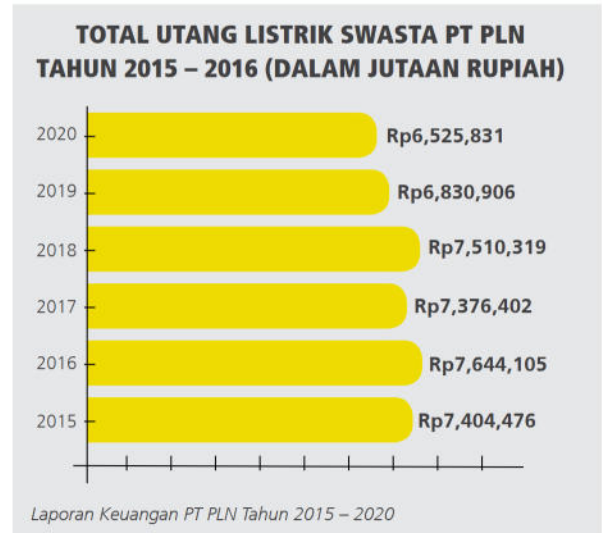 TOTAL UTANG LISTRIK SWASTA PT PLN
TAHUN 2015 – 2016 (DALAM JUTAAN RUPIAH)
2020 Rp6,525,831
2019 Rp6,830,906
2018 Rp7,510,319
2017 Rp7,376,402
2016 Rp7,644,105
2015 Rp7,404,476
Laporan Keuangan PT PLN Tahun 2015 – 2020